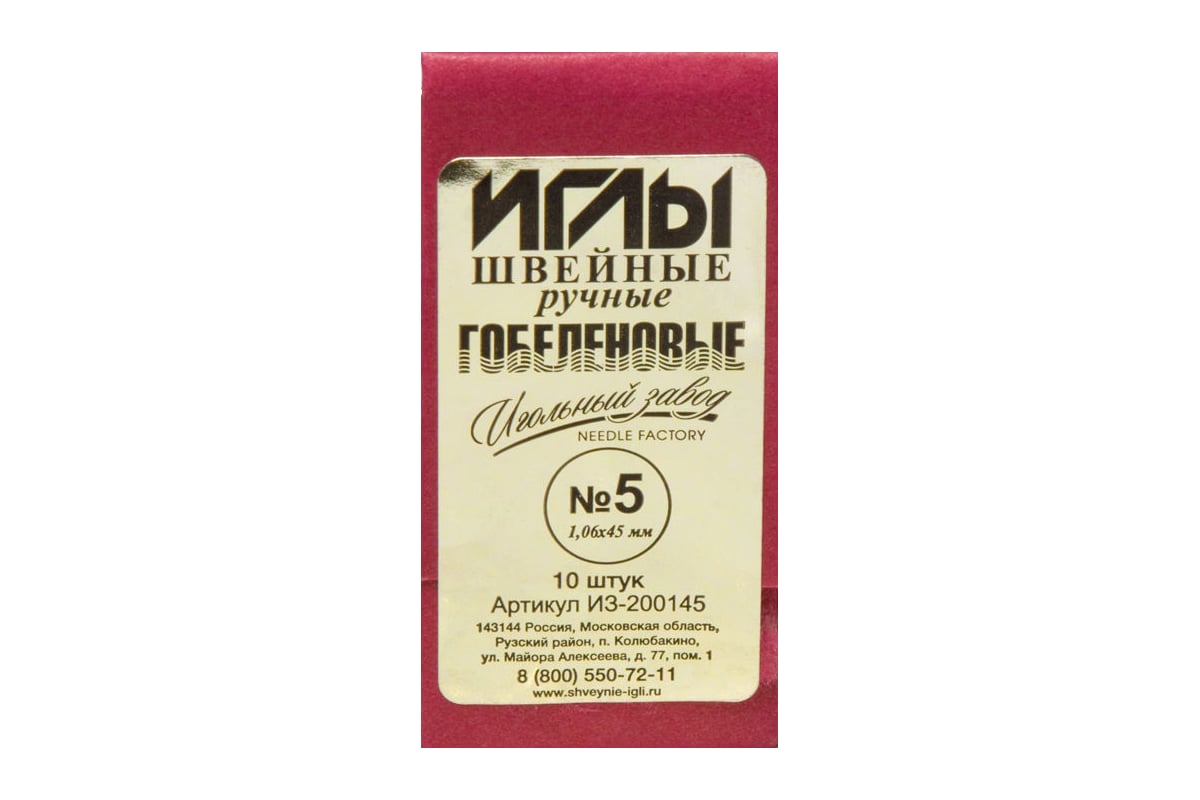 ИГЛЫ
ШВЕЙНЫЕ
ручные
ГОБЕЛЕНОВЫЕ
Игольный завод
NEEDLE FACTORY
№5
1,06х45 мм
10 штук
Артикул ИЗ-200145
143144 Россия, Московская область,
Рузский район, п. Колюбакино,
ул. Майора Алексеева, д. 77, пом. 1
8 (800) 550-72-11
www.shveynie-igli.ru